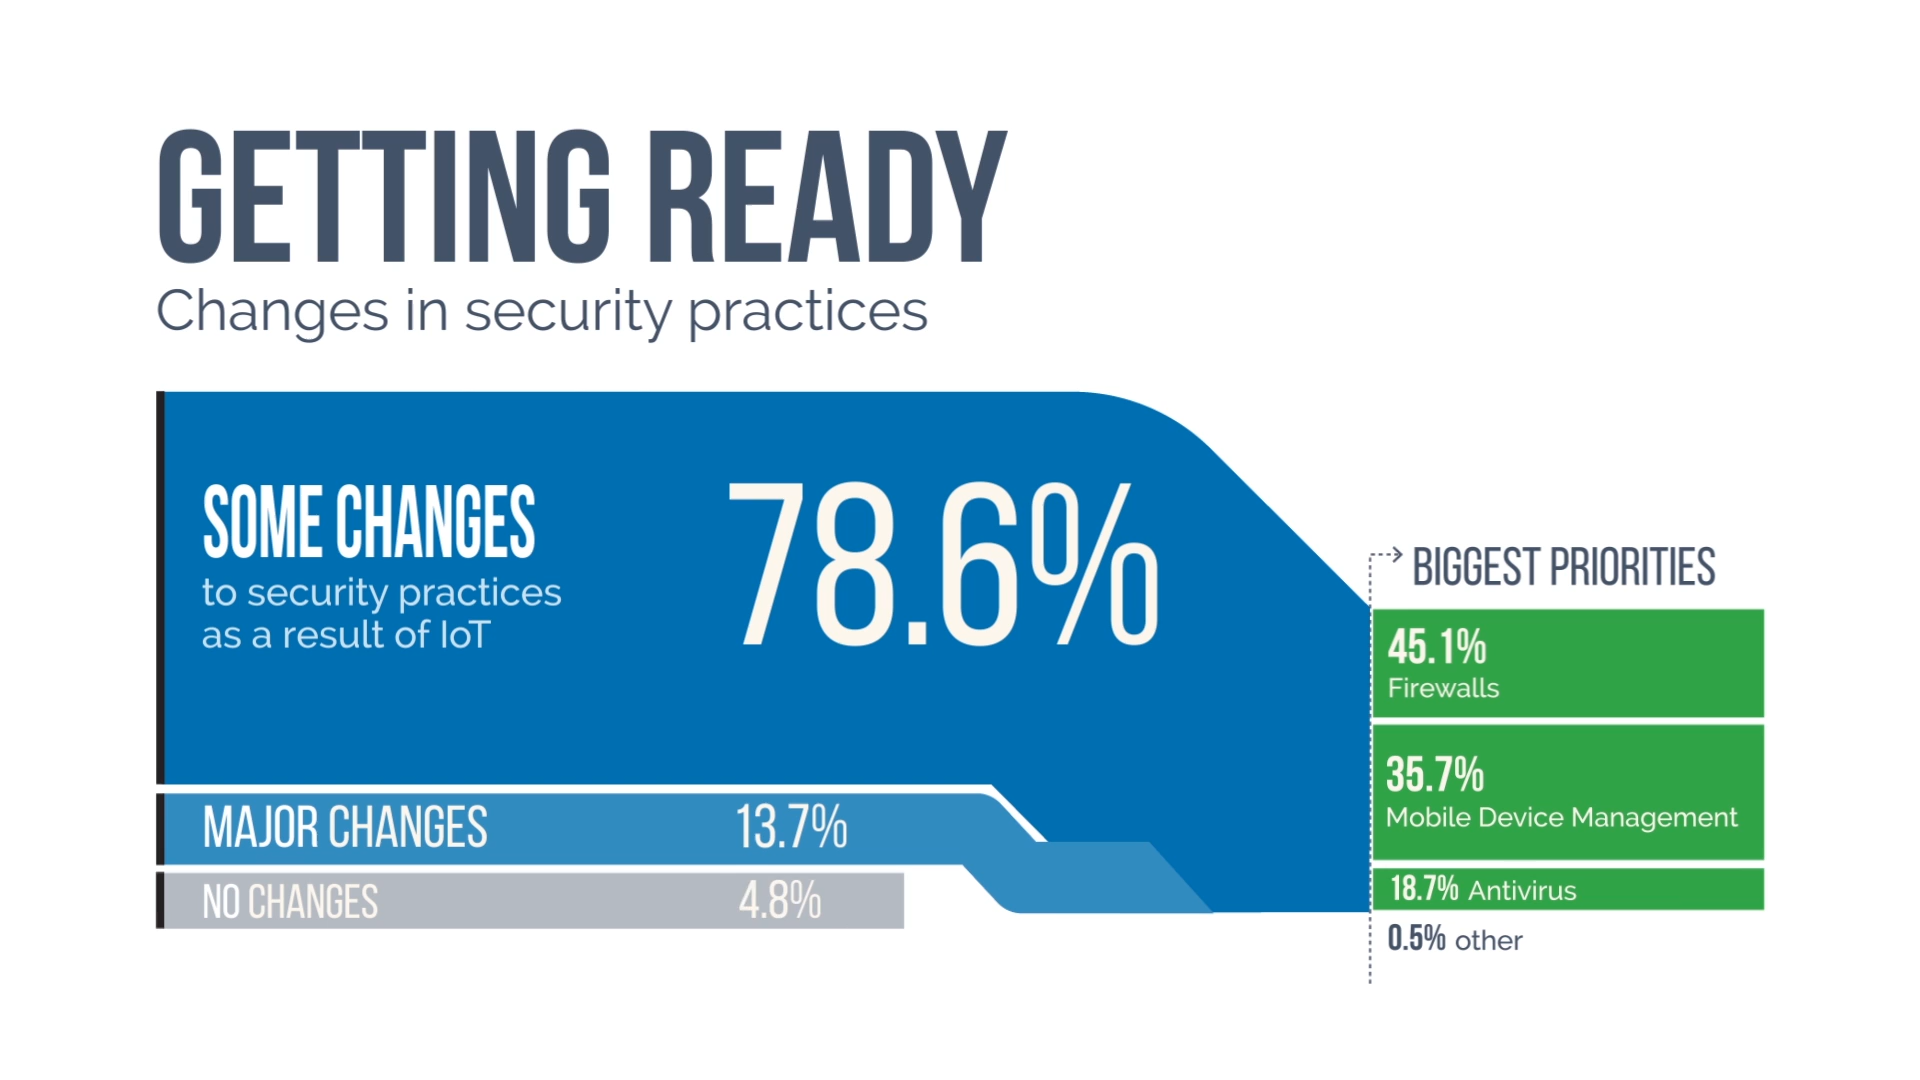 GETTING READY
Changes in security practices
SOME CHANGES
to security practices
as a result of IoT
78.6%
MAJOR CHANGES 13.7%
NO CHANGES 4.8%
BIGGEST PRIORITIES
45.1%
Firewalls
35.7%
Mobile Device Management
18.7% Antivirus
0.5% other